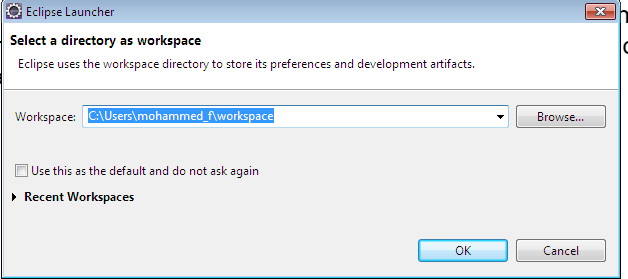 Eclipse Launcher
Select a directory as workspace
Eclipse uses the workspace directory to store its preferences and development artifacts.
Workspace: C:\Users\mohammed_f\workspace Browse...
Use this as the default and do not ask again
Recent Workspaces
OK Cancel